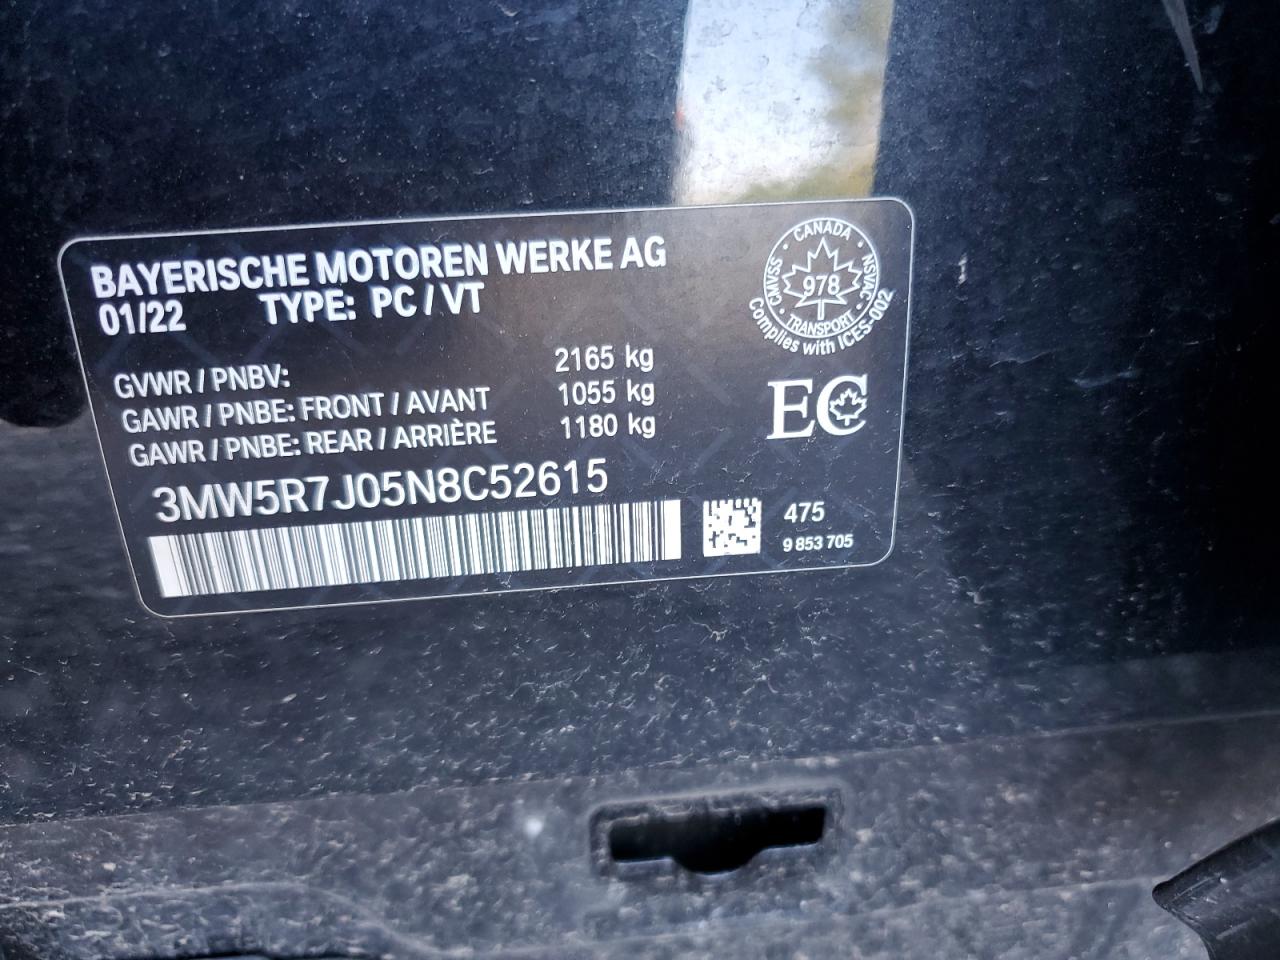 BAYERISCHE MOTOREN WERKE AG
01/22 TYPE: PC / VT
GVWR / PNBV: 2165 kg
GAWR / PNBE: FRONT / AVANT 1055 kg
GAWR / PNBE: REAR / ARRIÈRE 1180 kg
3MW5R7J05N8C52615
CANADA
CMVSS 978 NSVAC
TRANSPORT
Complies with ICES-002
EC
475
9 853 705